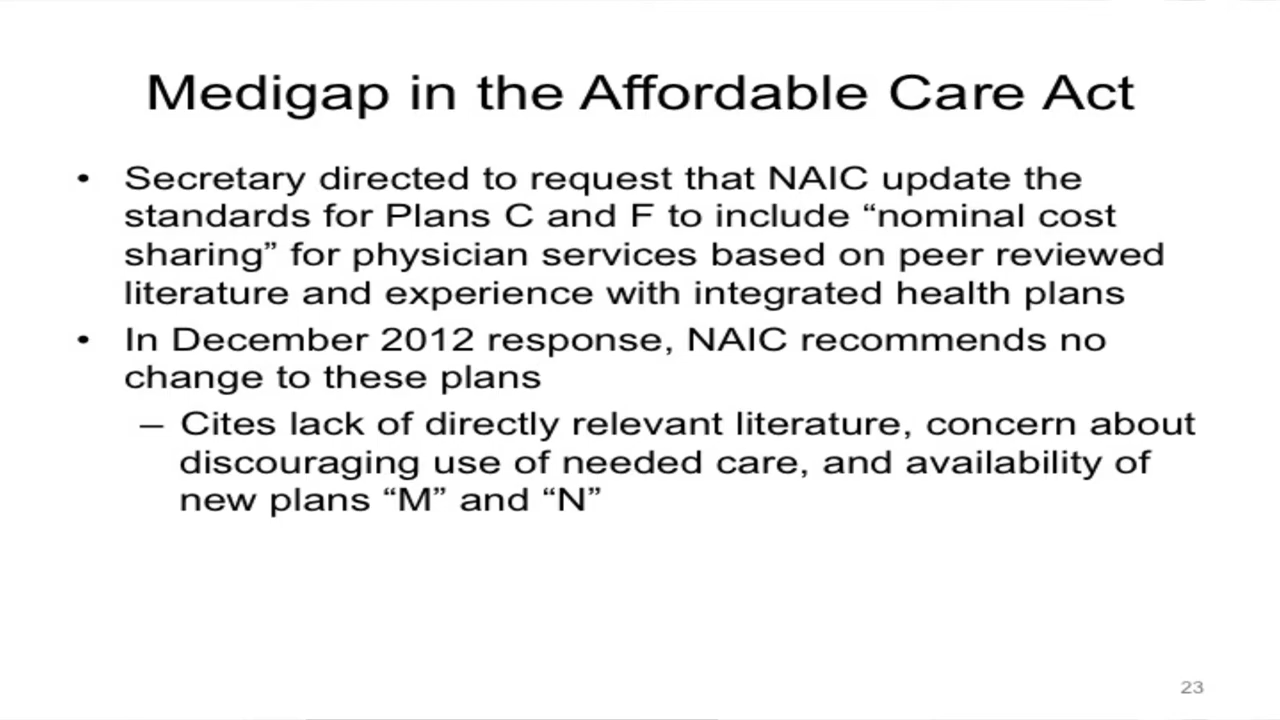 Medigap in the Affordable Care Act
• Secretary directed to request that NAIC update the
standards for Plans C and F to include “nominal cost
sharing” for physician services based on peer reviewed
literature and experience with integrated health plans
• In December 2012 response, NAIC recommends no
change to these plans
– Cites lack of directly relevant literature, concern about
discouraging use of needed care, and availability of
new plans “M” and “N”
23